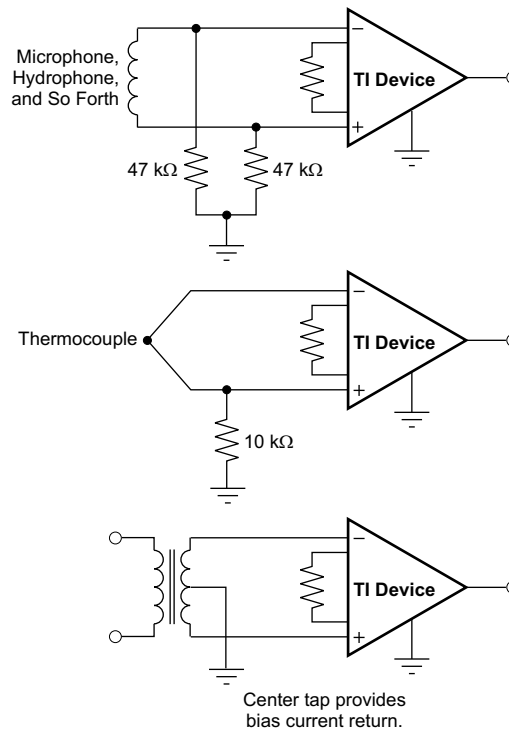 Microphone,
Hydrophone,
and So Forth
−
TI Device
+
47 kΩ
47 kΩ
Thermocouple
−
TI Device
+
10 kΩ
−
TI Device
+
Center tap provides
bias current return.